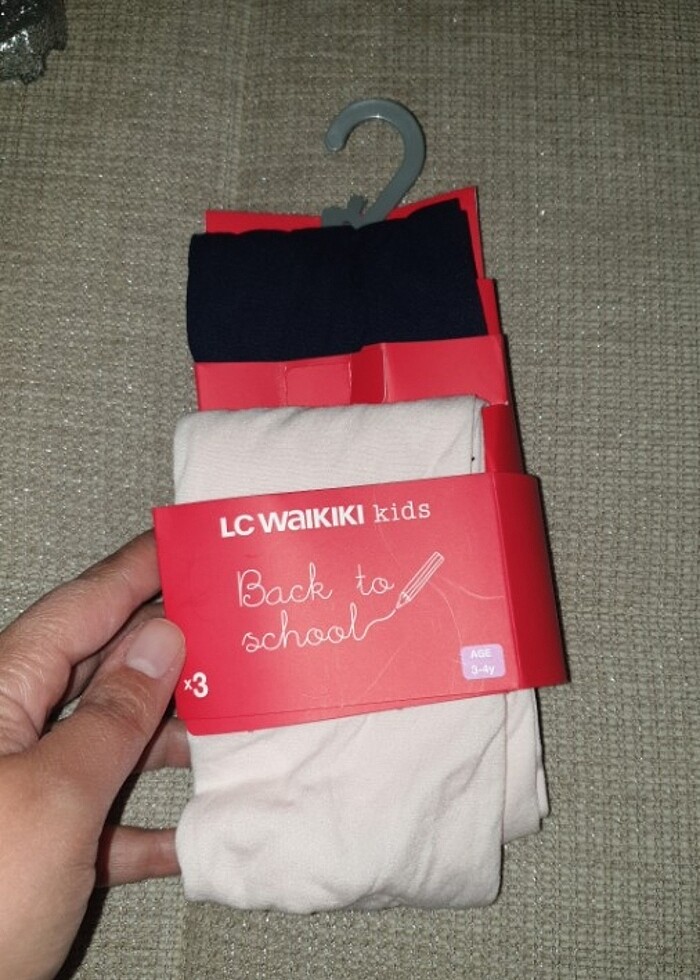 LC WAIKIKI kids
Back to
school
x3
AGE
3-4y